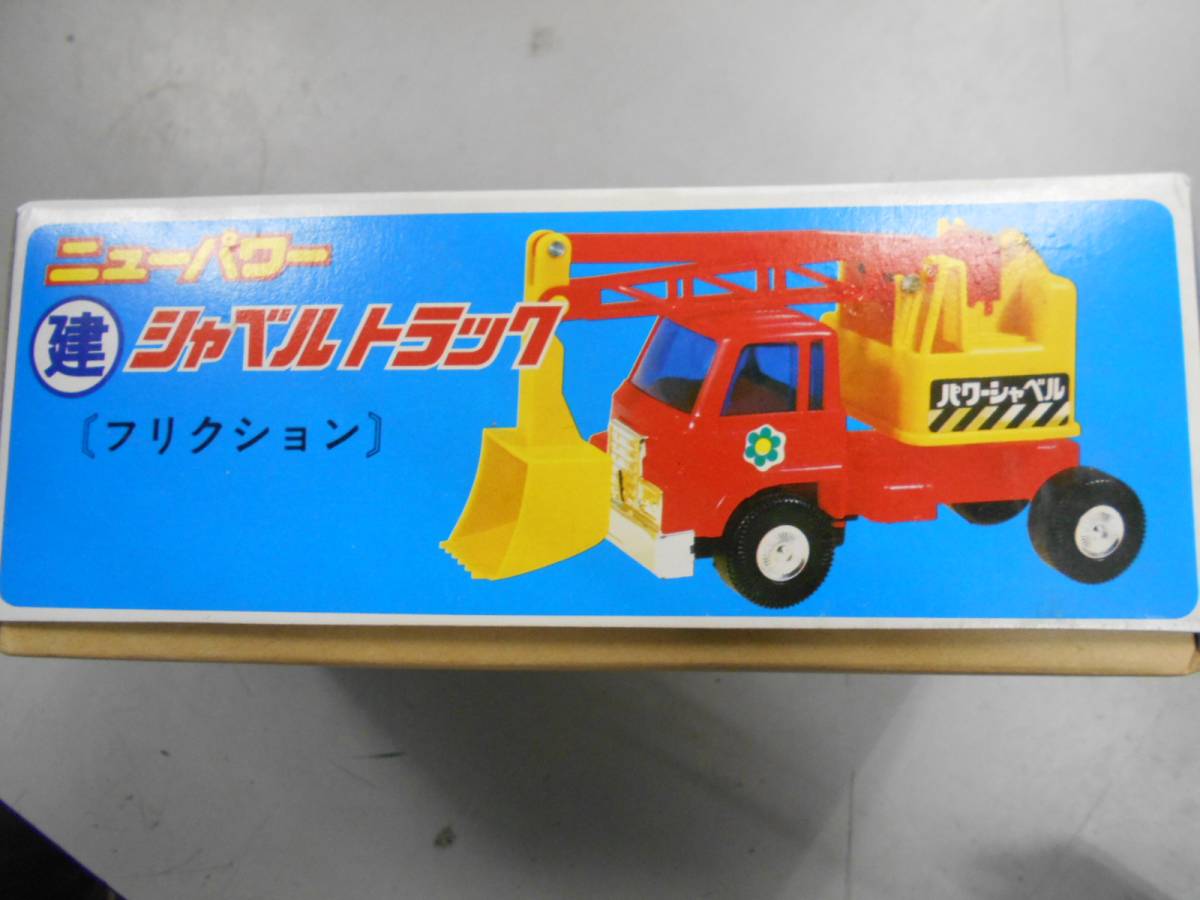 ニューパワー
建 シャベルトラック
〔フリクション〕
パワーシャベル